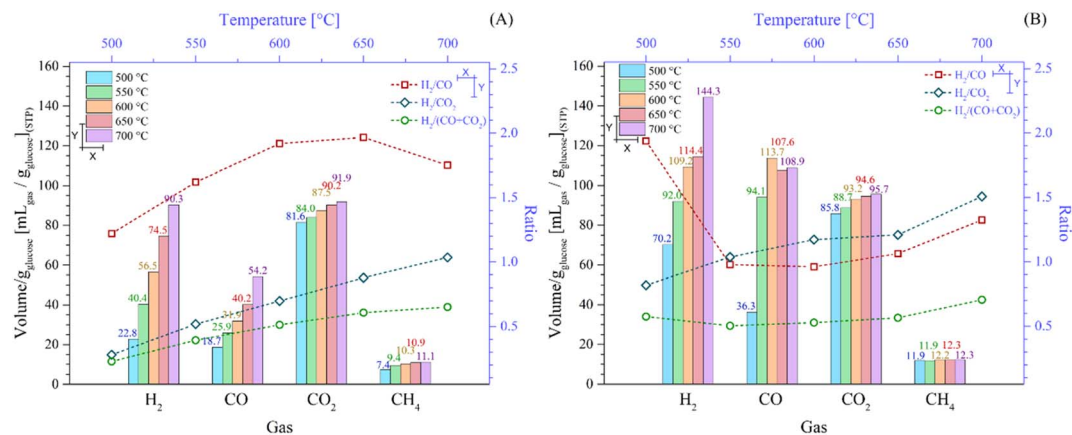 Temperature [°C] (A)
500 550 600 650 700
160 2.5
140 2.0
120 1.5
100 1.0
80 0.5
60
40
20
0
500 °C
550 °C
600 °C
650 °C
700 °C
X
Y
H2/CO
H2/CO2
H2/(CO+CO2)
Y
X
22.8 40.4 56.5 74.5 90.3
18.7 25.9 31.9 40.2 54.2
81.6 84.0 87.5 90.2 91.9
7.4 9.4 10.3 10.9 11.1
Volume/gglucose [mLgas / gglucose](STP)
Ratio
H2 CO CO2 CH4
Gas
Temperature [°C] (B)
500 550 600 650 700
160 2.5
140 2.0
120 1.5
100 1.0
80 0.5
60
40
20
0
500 °C
550 °C
600 °C
650 °C
700 °C
X
Y
H2/CO
H2/CO2
H2/(CO+CO2)
Y
X
70.2 92.0 109.2 114.4 144.3
36.3 94.1 113.7 107.6 108.9
85.8 88.7 93.2 94.6 95.7
11.9 11.9 12.2 12.3 12.3
Volume/gglucose [mLgas / gglucose](STP)
Ratio
H2 CO CO2 CH4
Gas